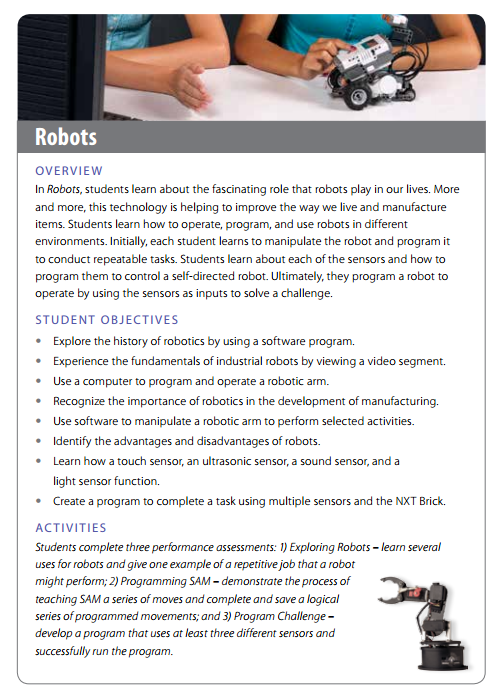 Robots
OVERVIEW
In Robots, students learn about the fascinating role that robots play in our lives. More
and more, this technology is helping to improve the way we live and manufacture
items. Students learn how to operate, program, and use robots in different
environments. Initially, each student learns to manipulate the robot and program it
to conduct repeatable tasks. Students learn about each of the sensors and how to
program them to control a self-directed robot. Ultimately, they program a robot to
operate by using the sensors as inputs to solve a challenge.
STUDENT OBJECTIVES
• Explore the history of robotics by using a software program.
• Experience the fundamentals of industrial robots by viewing a video segment.
• Use a computer to program and operate a robotic arm.
• Recognize the importance of robotics in the development of manufacturing.
• Use software to manipulate a robotic arm to perform selected activities.
• Identify the advantages and disadvantages of robots.
• Learn how a touch sensor, an ultrasonic sensor, a sound sensor, and a
light sensor function.
• Create a program to complete a task using multiple sensors and the NXT Brick.
ACTIVITIES
Students complete three performance assessments: 1) Exploring Robots – learn several
uses for robots and give one example of a repetitive job that a robot
might perform; 2) Programming SAM – demonstrate the process of
teaching SAM a series of moves and complete and save a logical
series of programmed movements; and 3) Program Challenge –
develop a program that uses at least three different sensors and
successfully run the program.